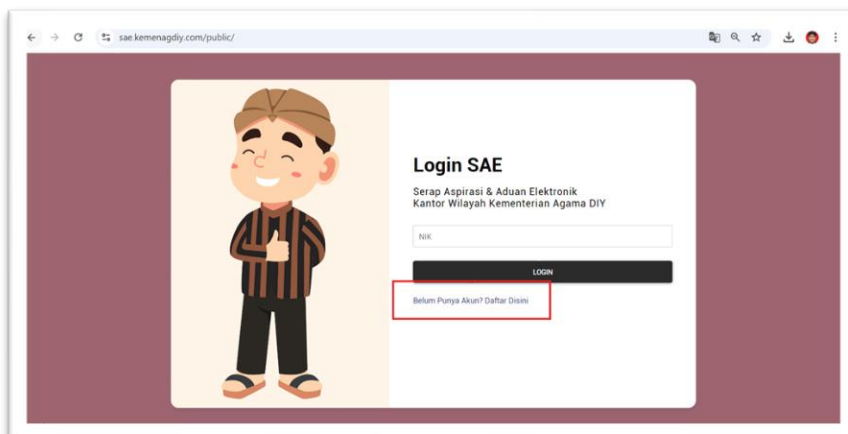 sae.kemenagdiy.com/public/
Login SAE
Serap Aspirasi & Aduan Elektronik
Kantor Wilayah Kementerian Agama DIY
NIK
LOGIN
Belum Punya Akun? Daftar Disini